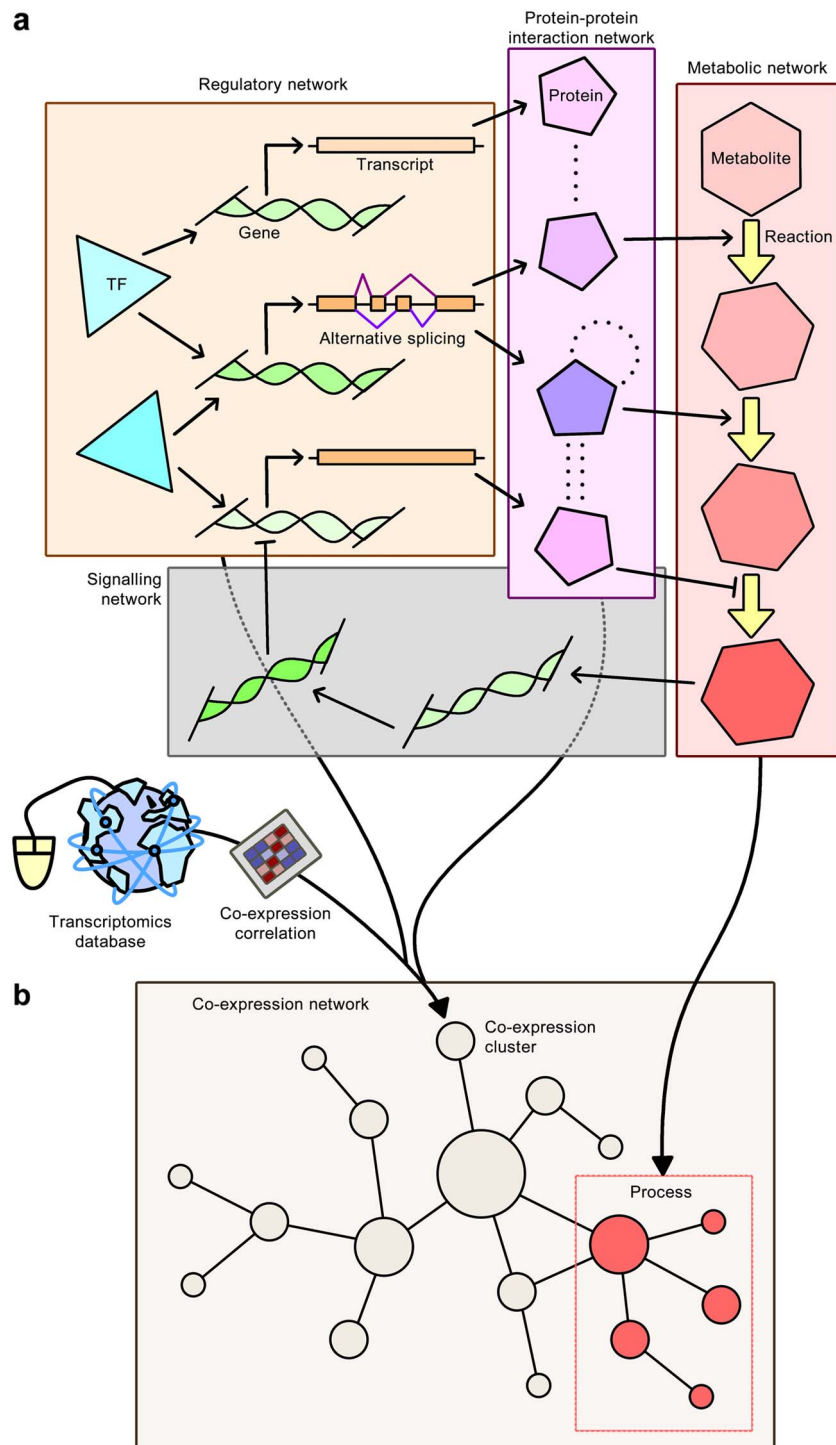 a
Protein-protein
interaction network
Regulatory network
Metabolic network
Protein
Transcript
Metabolite
Gene
Reaction
TF
Alternative splicing
Signalling
network
Transcriptomics
database
Co-expression
correlation
b
Co-expression network
Co-expression
cluster
Process